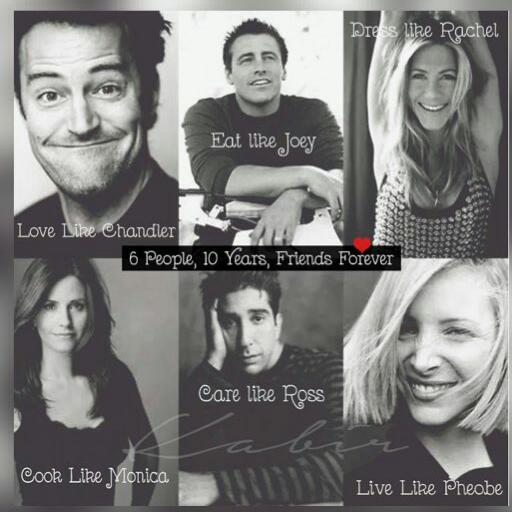 Dress like Rachel
Eat like Joey
Love Like Chandler
6 People, 10 Years, Friends Forever
Care like Ross
Kabir
Cook Like Monica
Live Like Pheobe